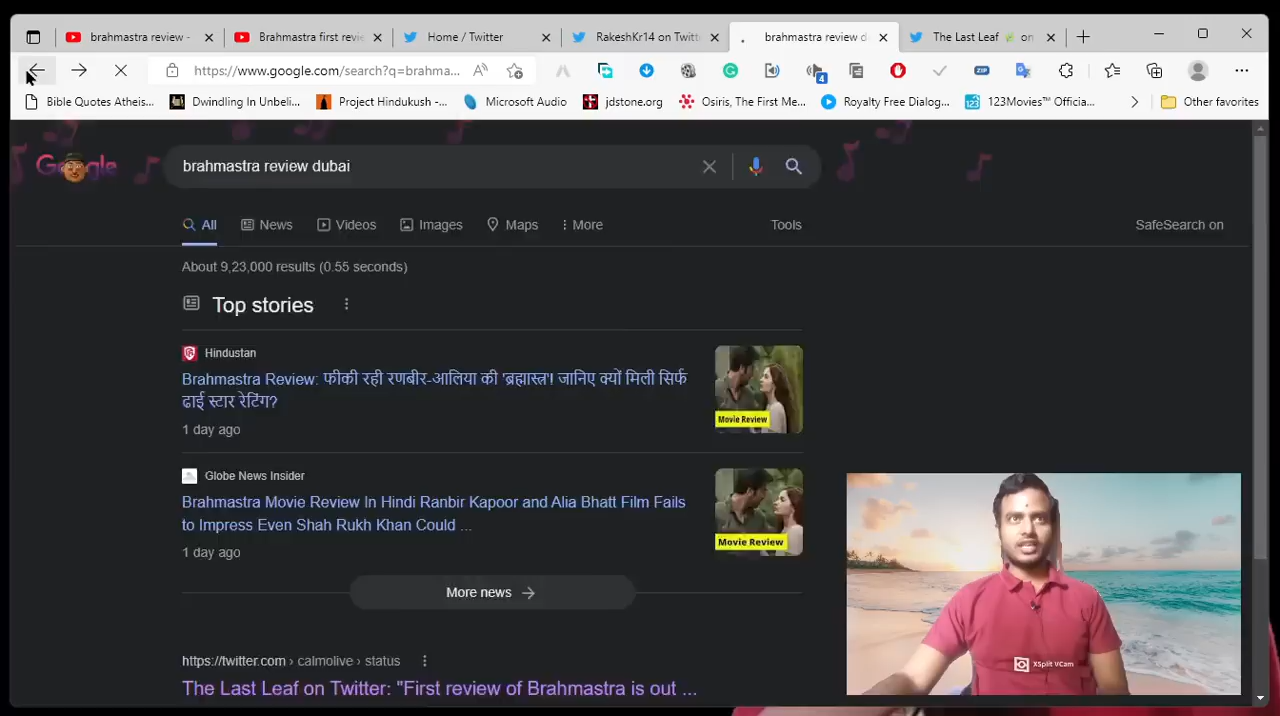 brahmastra review -
Brahmastra first revie
Home / Twitter
RakeshKr14 on Twitt
brahmastra review d
The Last Leaf 🍃 on
https://www.google.com/search?q=brahma...
4
ZIP
Bible Quotes Atheis...
Dwindling In Unbeli...
Project Hindukush -...
Microsoft Audio
jdstone.org
Osiris, The First Me...
Royalty Free Dialog...
123Movies™ Officia...
Other favorites
Google
brahmastra review dubai
All
News
Videos
Images
Maps
More
Tools
SafeSearch on
About 9,23,000 results (0.55 seconds)
Top stories
Hindustan
Brahmastra Review: फीकी रही रणबीर-आलिया की 'ब्रह्मास्त्र'! जानिए क्यों मिली सिर्फ
ढाई स्टार रेटिंग?
1 day ago
Movie Review
Globe News Insider
Brahmastra Movie Review In Hindi Ranbir Kapoor and Alia Bhatt Film Fails
to Impress Even Shah Rukh Khan Could ...
1 day ago
Movie Review
More news
https://twitter.com › calmolive › status
The Last Leaf on Twitter: "First review of Brahmastra is out ...
XSplit VCam